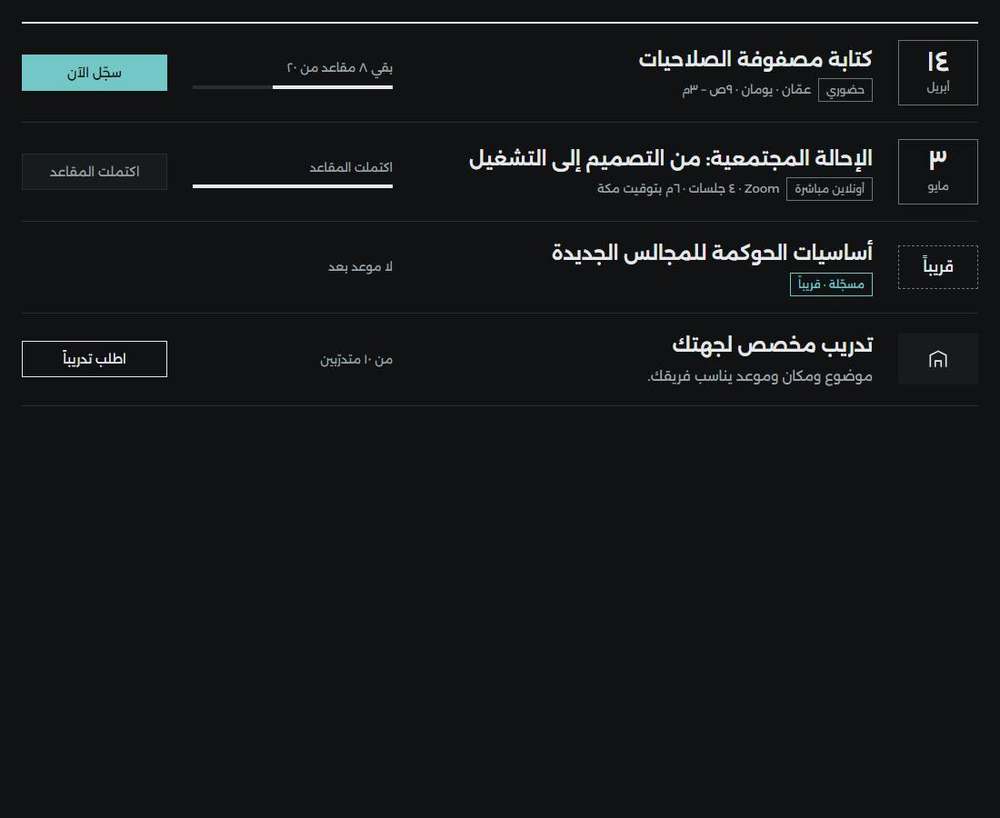 ١٤
أبريل
كتابة مصفوفة الصلاحيات
حضوري
عمّان · يومان · ٩ص – ٣م
بقي ٨ مقاعد من ٢٠
سجّل الآن
٣
مايو
الإحالة المجتمعية: من التصميم إلى التشغيل
أونلاين مباشرة
Zoom · ٤ جلسات · ٦م بتوقيت مكة
اكتملت المقاعد
اكتملت المقاعد
قريباً
أساسيات الحوكمة للمجالس الجديدة
مسجّلة · قريباً
لا موعد بعد
تدريب مخصص لجهتك
موضوع ومكان وموعد يناسب فريقك.
من ١٠ متدرّبين
اطلب تدريباً